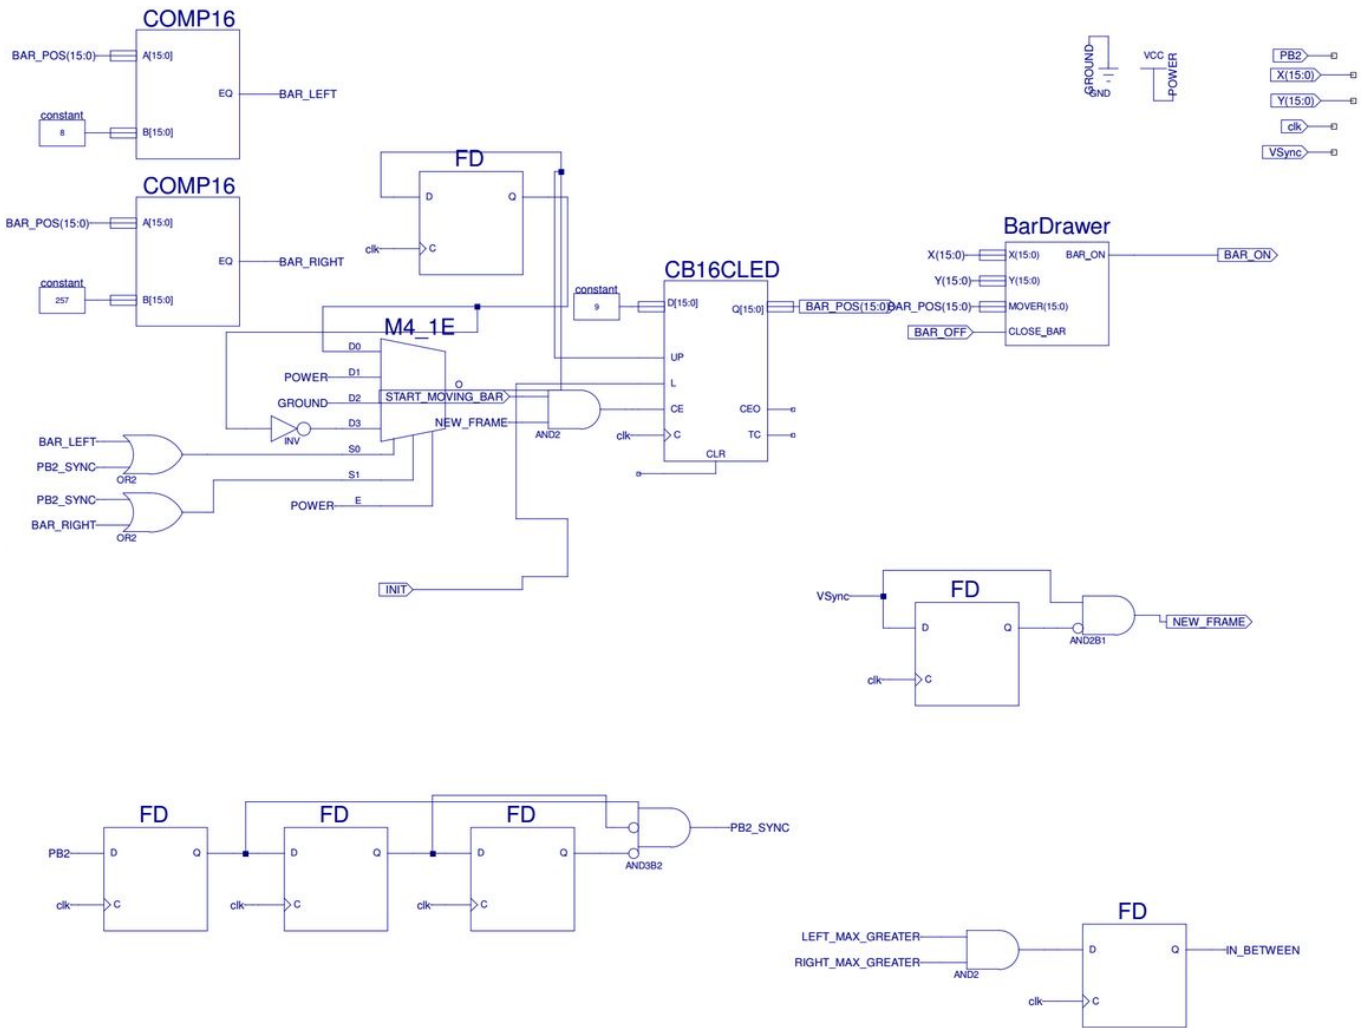 COMP16
BAR_POS(15:0)
A[15:0]
EQ
BAR_LEFT
constant
8
B[15:0]
COMP16
BAR_POS(15:0)
A[15:0]
EQ
BAR_RIGHT
constant
257
B[15:0]
GROUND
GND
VCC
POWER
PB2
X(15:0)
Y(15:0)
clk
VSync
FD
D
Q
clk
C
M4_1E
D0
POWER
D1
GROUND
D2
D3
INV
O
START_MOVING_BAR
NEW_FRAME
AND2
BAR_LEFT
PB2_SYNC
OR2
S0
PB2_SYNC
BAR_RIGHT
OR2
S1
POWER
E
INIT
CB16CLED
constant
9
D[15:0]
Q[15:0]
BAR_POS(15:0)
UP
L
CE
CEO
clk
C
TC
CLR
BarDrawer
X(15:0)
X(15:0)
BAR_ON
BAR_ON
Y(15:0)
Y(15:0)
BAR_POS(15:0)
MOVER(15:0)
BAR_OFF
CLOSE_BAR
VSync
FD
D
Q
clk
C
AND2B1
NEW_FRAME
FD
PB2
D
Q
clk
C
FD
D
Q
clk
C
FD
D
Q
clk
C
AND3B2
PB2_SYNC
LEFT_MAX_GREATER
RIGHT_MAX_GREATER
AND2
FD
D
Q
clk
C
IN_BETWEEN